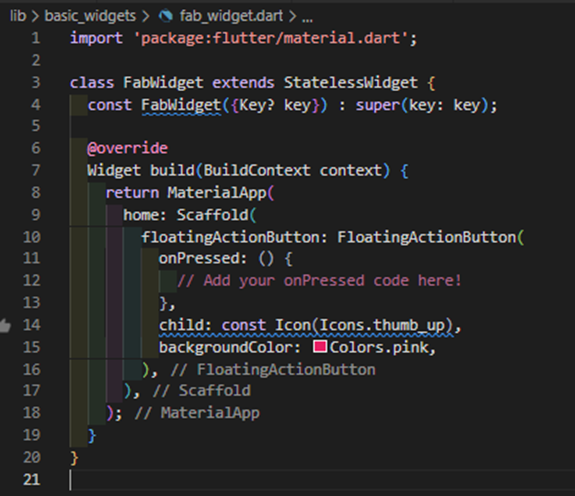 lib > basic_widgets > fab_widget.dart > ...
1 import 'package:flutter/material.dart';
2
3 class FabWidget extends StatelessWidget {
4   const FabWidget({Key? key}) : super(key: key);
5
6   @override
7   Widget build(BuildContext context) {
8     return MaterialApp(
9       home: Scaffold(
10         floatingActionButton: FloatingActionButton(
11           onPressed: () {
12             // Add your onPressed code here!
13           },
14           child: const Icon(Icons.thumb_up),
15           backgroundColor: Colors.pink,
16         ), // FloatingActionButton
17       ), // Scaffold
18     ); // MaterialApp
19   }
20 }
21